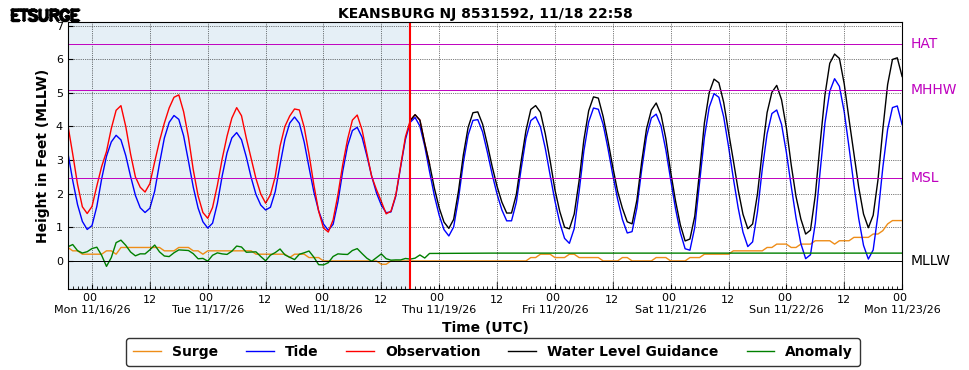 ETSURGE
KEANSBURG NJ 8531592, 11/18 22:58
Height in Feet (MLLW)
7
6
5
4
3
2
1
0
HAT
MHHW
MSL
MLLW
00 12 00 12 00 12 00 12 00 12 00 12 00 12 00
Mon 11/16/26 Tue 11/17/26 Wed 11/18/26 Thu 11/19/26 Fri 11/20/26 Sat 11/21/26 Sun 11/22/26 Mon 11/23/26
Time (UTC)
Surge Tide Observation Water Level Guidance Anomaly